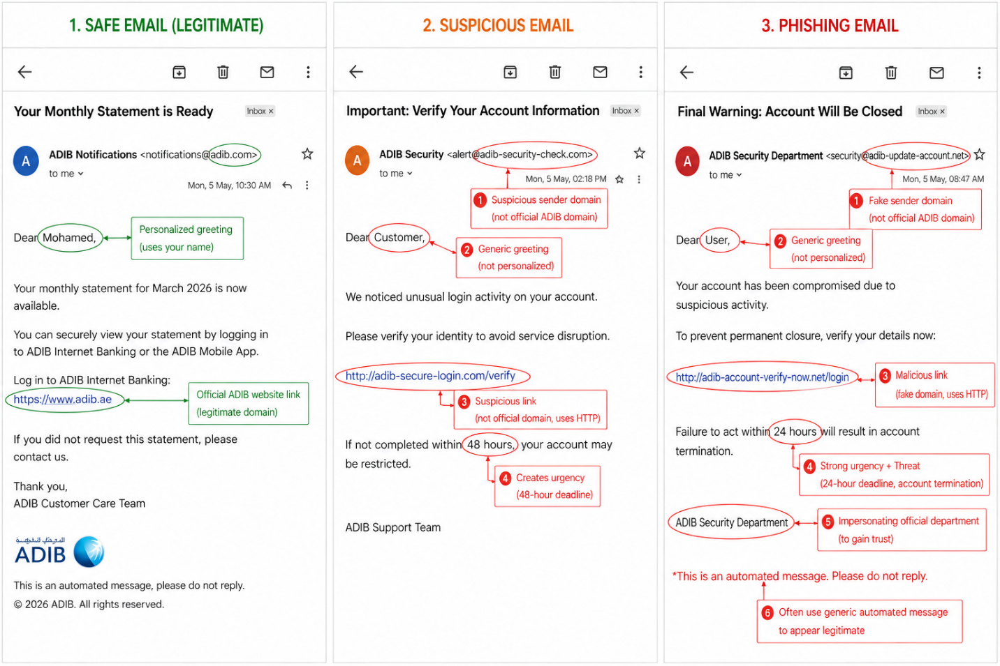 1. SAFE EMAIL (LEGITIMATE)
Your Monthly Statement is Ready
Inbox ×
A
ADIB Notifications <notifications@adib.com>
to me
Mon, 5 May, 10:30 AM
Dear Mohamed,
Personalized greeting
(uses your name)
Your monthly statement for March 2026 is now
available.
You can securely view your statement by logging in
to ADIB Internet Banking or the ADIB Mobile App.
Log in to ADIB Internet Banking:
https://www.adib.ae
Official ADIB website link
(legitimate domain)
If you did not request this statement, please
contact us.
Thank you,
ADIB Customer Care Team
ADIB
This is an automated message, please do not reply.
© 2026 ADIB. All rights reserved.
2. SUSPICIOUS EMAIL
Important: Verify Your Account Information
Inbox ×
A
ADIB Security <alert@adib-security-check.com>
to me
Mon, 5 May, 02:18 PM
1 Suspicious sender domain
(not official ADIB domain)
Dear Customer,
2 Generic greeting
(not personalized)
We noticed unusual login activity on your account.
Please verify your identity to avoid service disruption.
http://adib-secure-login.com/verify
3 Suspicious link
(not official domain, uses HTTP)
If not completed within 48 hours, your account may
be restricted.
4 Creates urgency
(48-hour deadline)
ADIB Support Team
3. PHISHING EMAIL
Final Warning: Account Will Be Closed
Inbox ×
A
ADIB Security Department <security@adib-update-account.net>
to me
Mon, 5 May, 08:47 AM
1 Fake sender domain
(not official ADIB domain)
Dear User,
2 Generic greeting
(not personalized)
Your account has been compromised due to
suspicious activity.
To prevent permanent closure, verify your details now:
http://adib-account-verify-now.net/login
3 Malicious link
(fake domain, uses HTTP)
Failure to act within 24 hours will result in account
termination.
4 Strong urgency + Threat
(24-hour deadline, account termination)
ADIB Security Department
5 Impersonating official department
(to gain trust)
*This is an automated message. Please do not reply.
6 Often use generic automated message
to appear legitimate